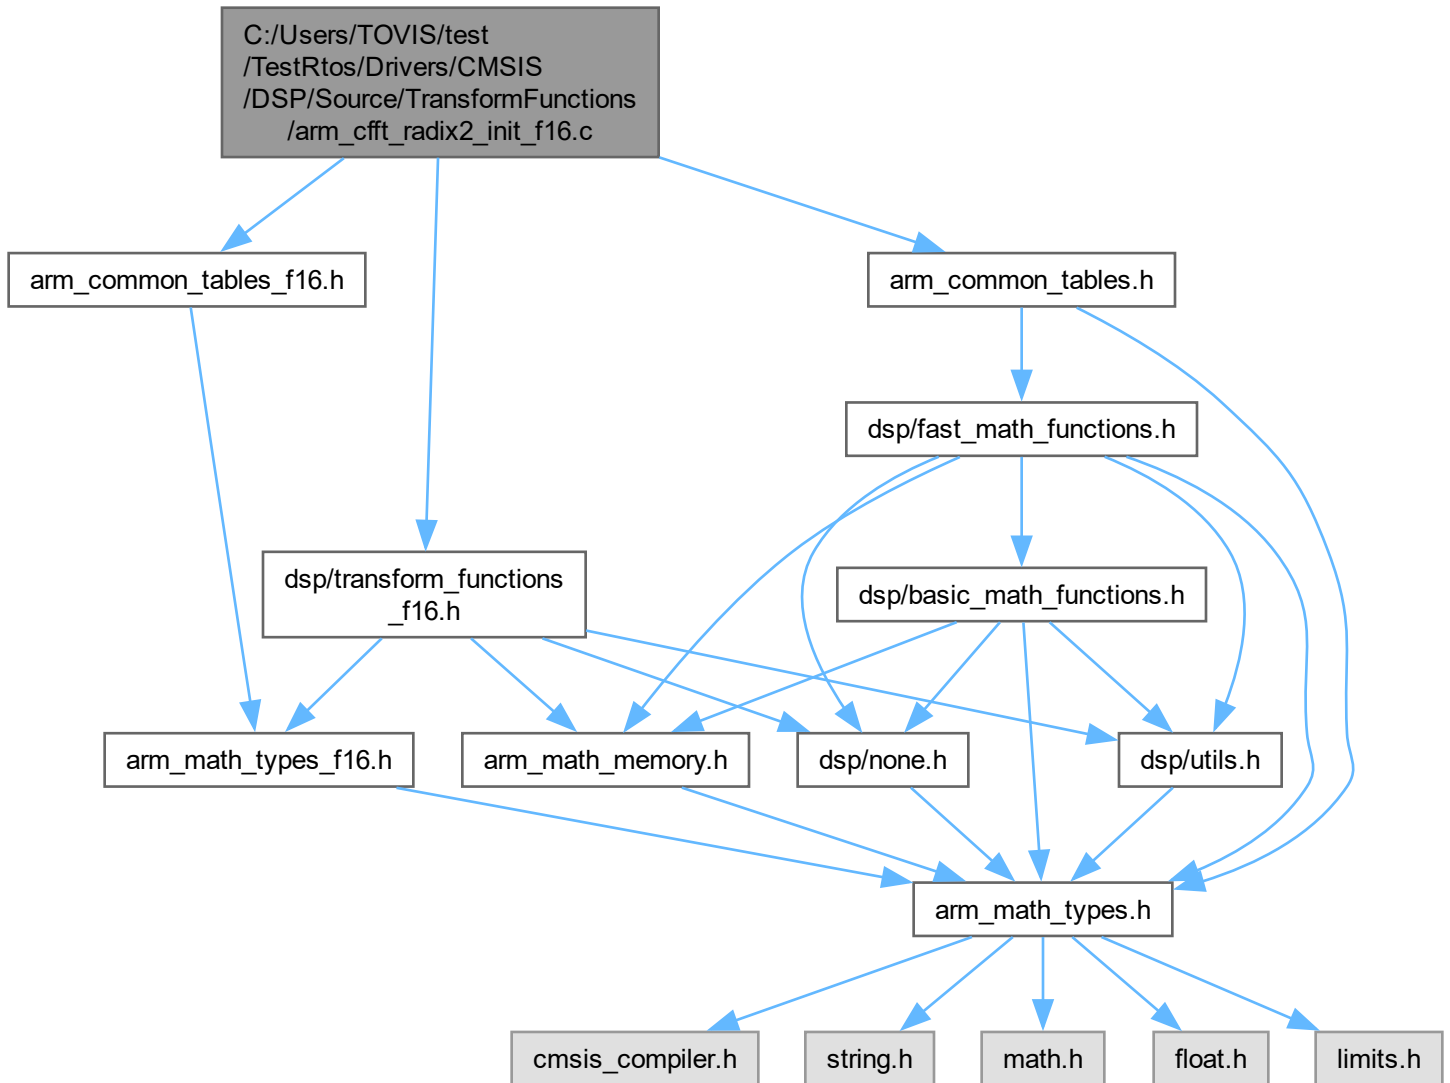 C:/Users/TOVIS/test
/TestRtos/Drivers/CMSIS
/DSP/Source/TransformFunctions
/arm_cfft_radix2_init_f16.c
arm_common_tables_f16.h
arm_common_tables.h
dsp/fast_math_functions.h
dsp/transform_functions
_f16.h
dsp/basic_math_functions.h
arm_math_types_f16.h
arm_math_memory.h
dsp/none.h
dsp/utils.h
arm_math_types.h
cmsis_compiler.h
string.h
math.h
float.h
limits.h